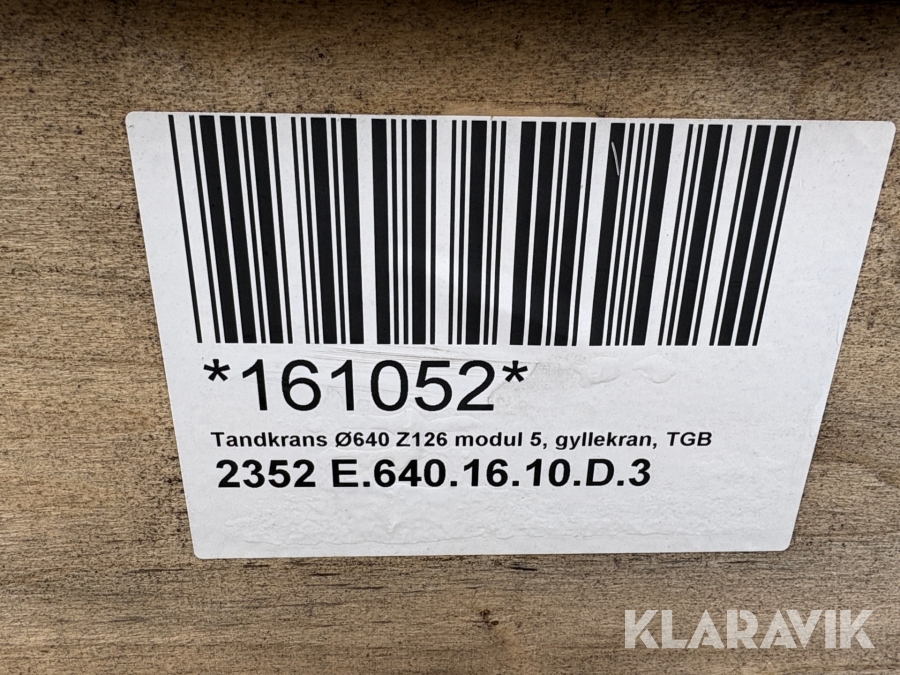 *161052*
Tandkrans Ø640 Z126 modul 5, gyllekran, TGB
2352 E.640.16.10.D.3
KLARAVIK